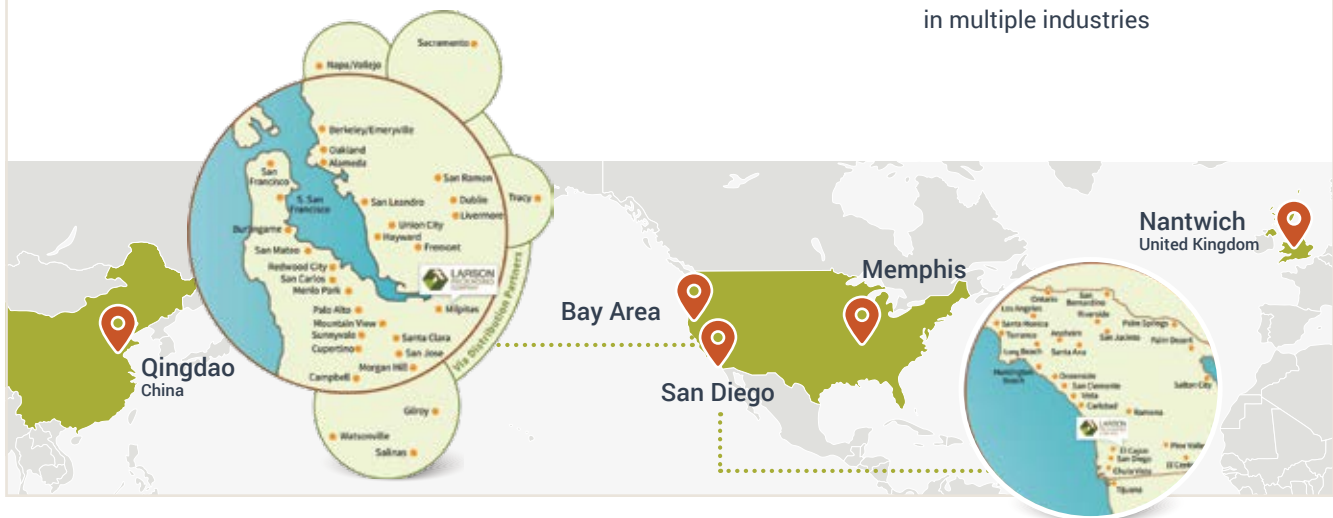 in multiple industries
Sacramento
Napa/Vallejo
Berkeley/Emeryville
Oakland
Alameda
San
Francisco
San Ramon
S. San
Francisco
San Leandro
Dublin
Tracy
Livermore
Union City
Burlingame
Hayward
Fremont
San Mateo
Redwood City
San Carlos
Menlo Park
LARSON
PACKAGING
COMPANY
Palo Alto
Milpitas
Mountain View
Sunnyvale
Santa Clara
Cupertino
San Jose
Morgan Hill
Campbell
Via Distribution Partners
Gilroy
Watsonville
Salinas
Qingdao
China
Bay Area
San Diego
Memphis
Nantwich
United Kingdom
Ontario
San
Bernardino
Los Angeles
Riverside
Santa Monica
Palm Springs
Torrance
Anaheim
San Jacinto
Palm Desert
Long Beach
Santa Ana
Huntington
Beach
Oceanside
San Clemente
Salton City
Vista
Carlsbad
Ramona
LARSON
El Cajon
San Diego
Chula Vista
Tijuana